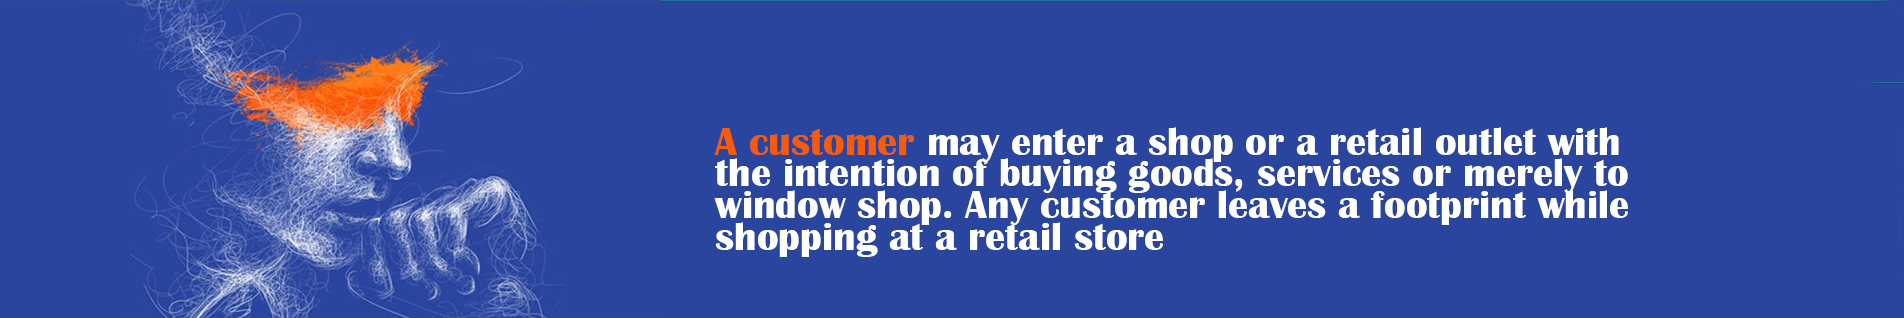 A customer may enter a shop or a retail outlet with
the intention of buying goods, services or merely to
window shop. Any customer leaves a footprint while
shopping at a retail store